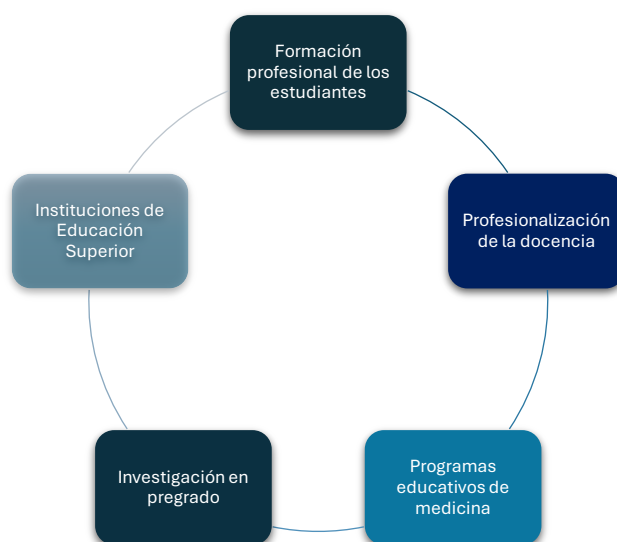 Formación
profesional de los
estudiantes
Profesionalización
de la docencia
Programas
educativos de
medicina
Investigación en
pregrado
Instituciones de
Educación
Superior